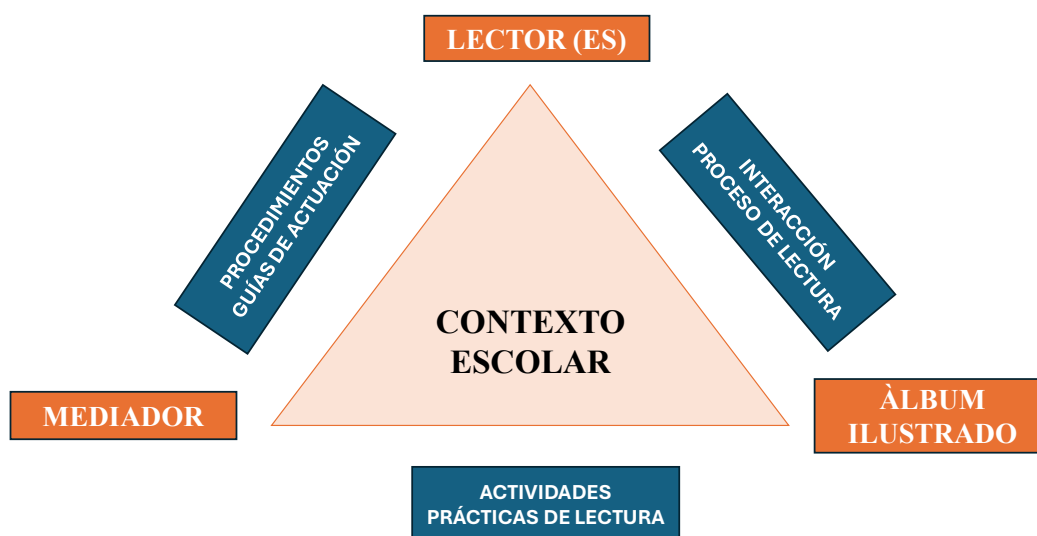 LECTOR (ES)
PROCEDIMIENTOS
GUÍAS DE ACTUACIÓN
INTERACCIÓN
PROCESO DE LECTURA
CONTEXTO
ESCOLAR
MEDIADOR
ÀLBUM
ILUSTRADO
ACTIVIDADES
PRÁCTICAS DE LECTURA